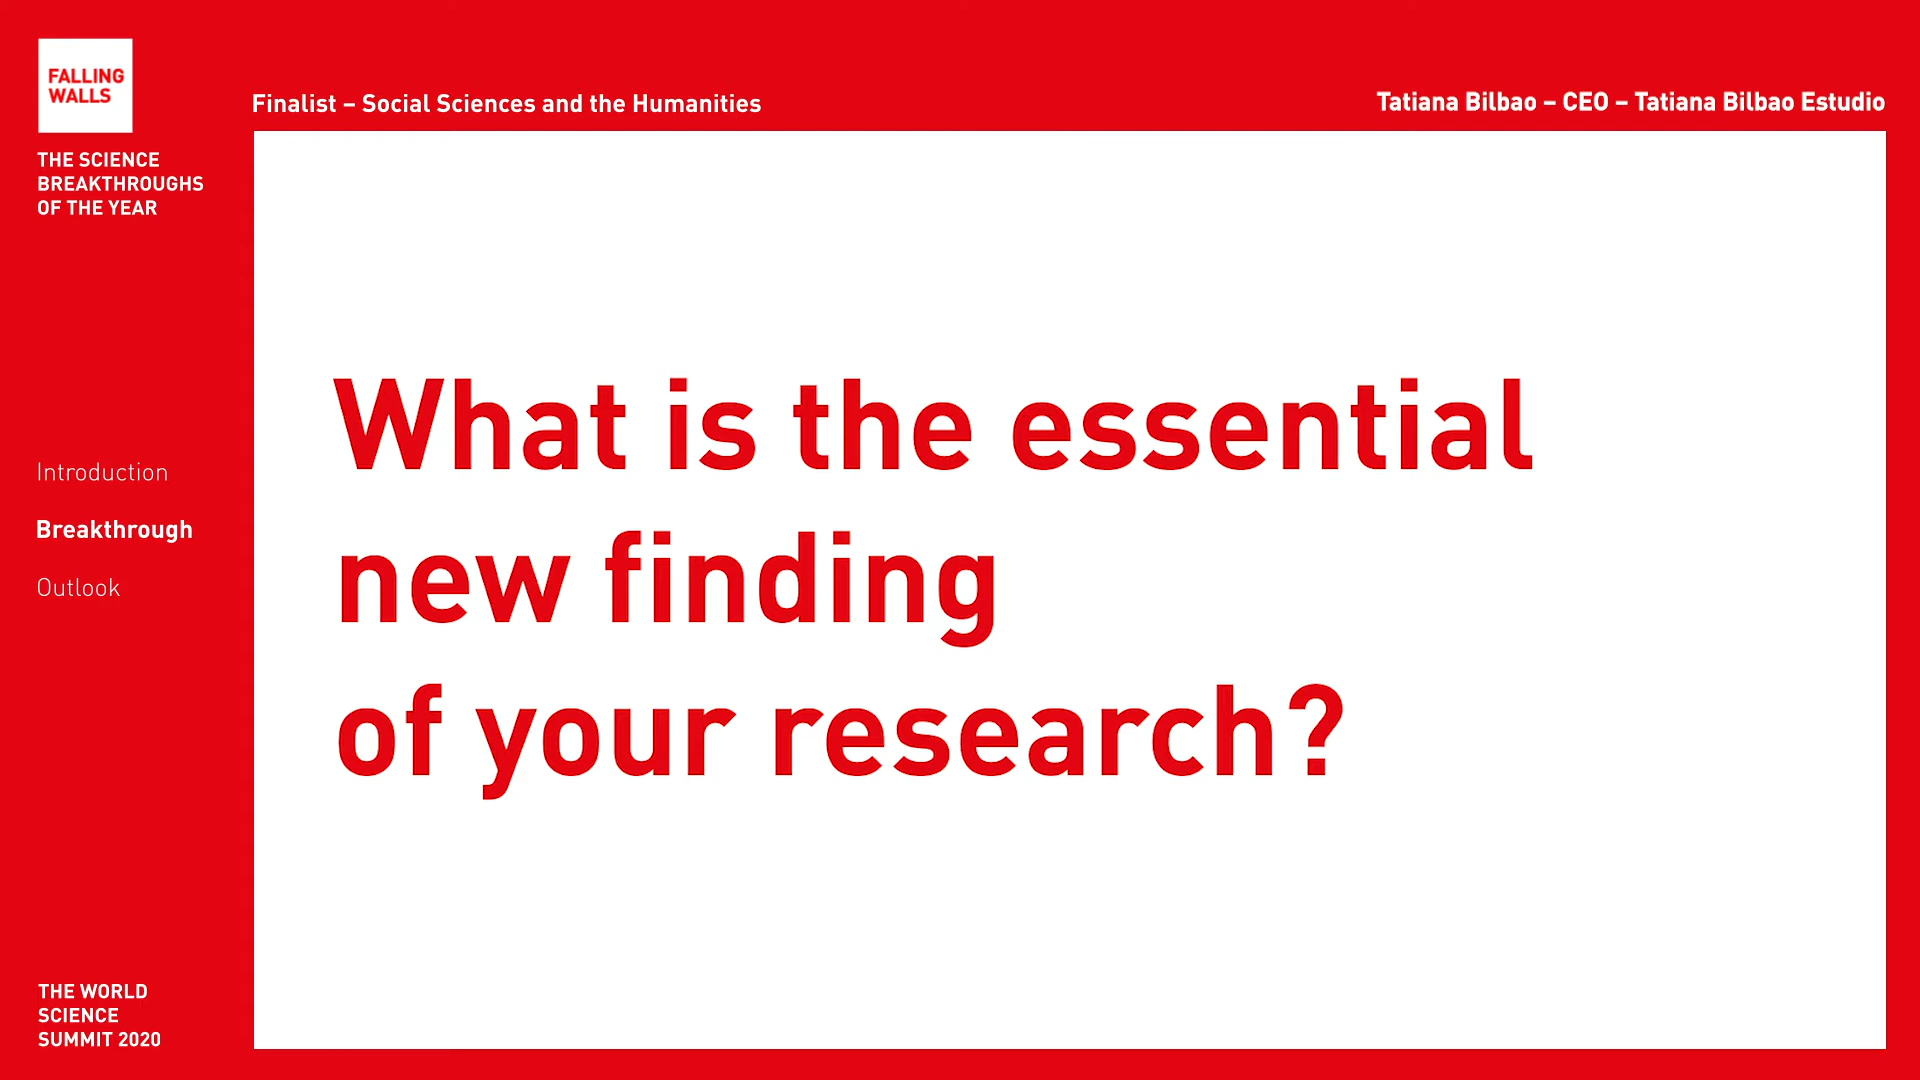 FALLING
WALLS
THE SCIENCE
BREAKTHROUGHS
OF THE YEAR
Finalist – Social Sciences and the Humanities
Tatiana Bilbao – CEO – Tatiana Bilbao Estudio
Introduction
Breakthrough
Outlook
What is the essential
new finding
of your research?
THE WORLD
SCIENCE
SUMMIT 2020